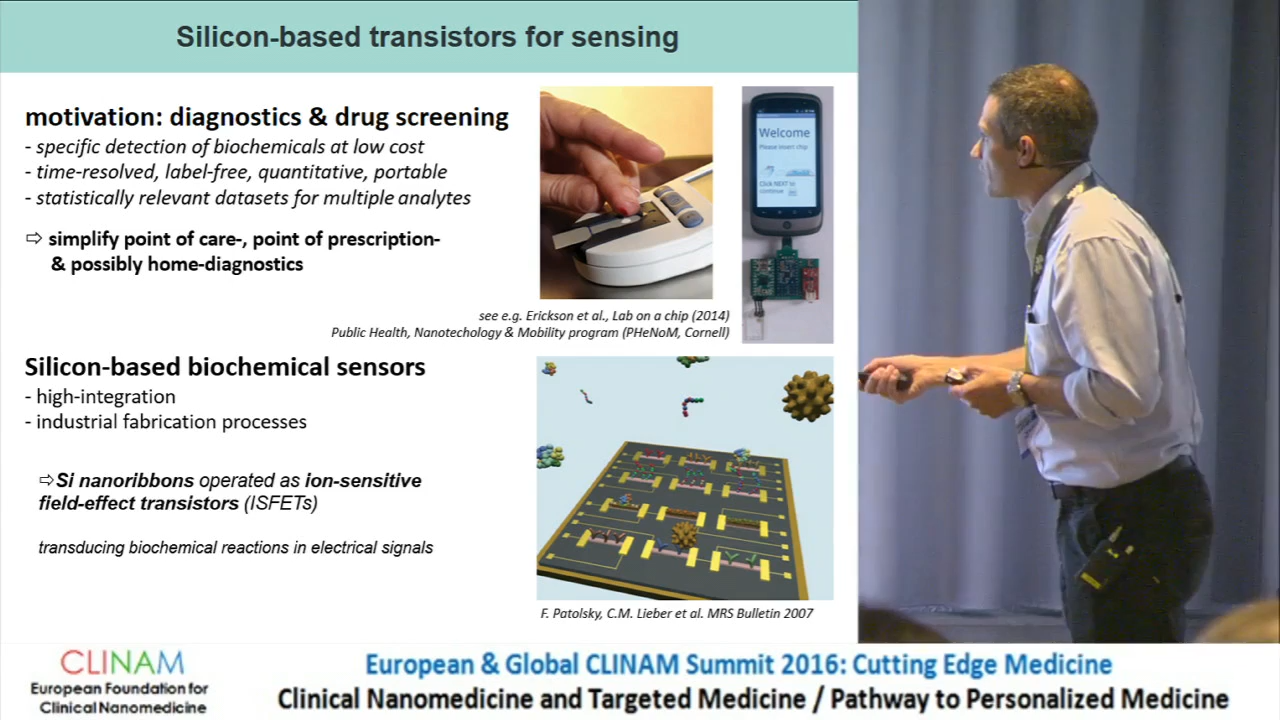 Silicon-based transistors for sensing
motivation: diagnostics & drug screening
- specific detection of biochemicals at low cost
- time-resolved, label-free, quantitative, portable
- statistically relevant datasets for multiple analytes
⇨ simplify point of care-, point of prescription-
& possibly home-diagnostics
Welcome
Please insert chip
Click NEXT to
continue
see e.g. Erickson et al., Lab on a chip (2014)
Public Health, Nanotechology & Mobility program (PHeNoM, Cornell)
Silicon-based biochemical sensors
- high-integration
- industrial fabrication processes
⇨Si nanoribbons operated as ion-sensitive
field-effect transistors (ISFETs)
transducing biochemical reactions in electrical signals
F. Patolsky, C.M. Lieber et al. MRS Bulletin 2007
CLINAM
European Foundation for
Clinical Nanomedicine
European & Global CLINAM Summit 2016: Cutting Edge Medicine
Clinical Nanomedicine and Targeted Medicine / Pathway to Personalized Medicine